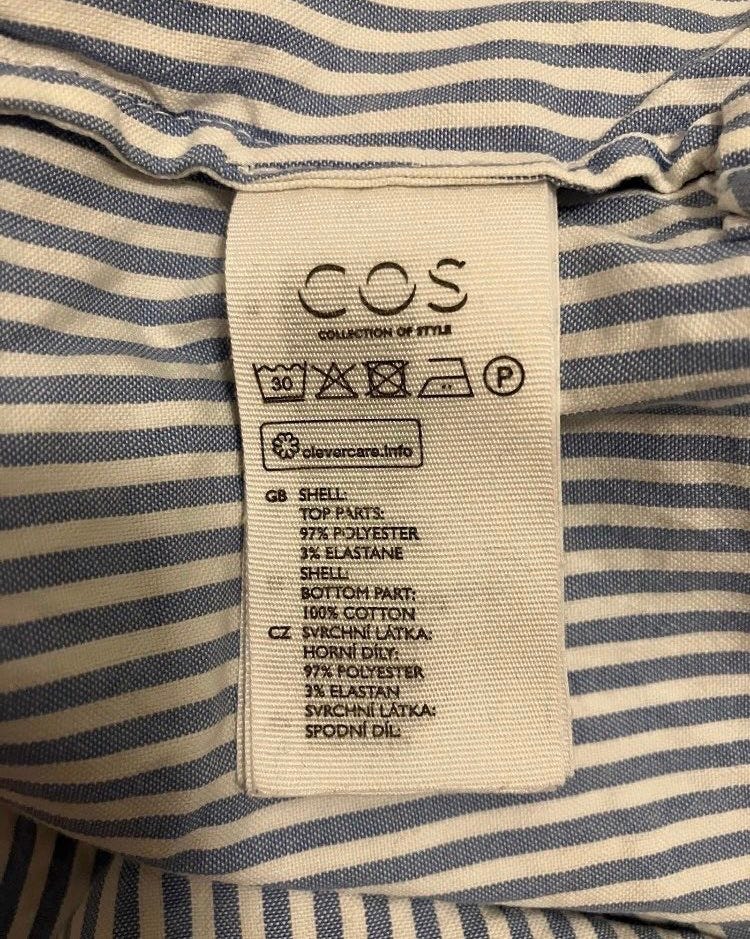 COS
COLLECTION OF STYLE
30 P
clevercare.info
GB SHELL:
TOP PARTS:
97% POLYESTER
3% ELASTANE
SHELL:
BOTTOM PART:
100% COTTON
CZ SVRCHNÍ LÁTKA:
HORNÍ DÍLY:
97% POLYESTER
3% ELASTAN
SVRCHNÍ LÁTKA:
SPODNÍ DÍL: